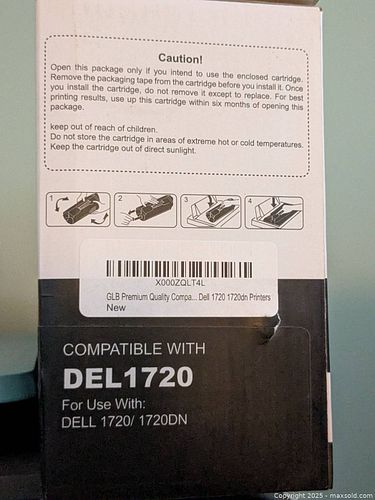 Caution!
Open this package only if you intend to use the enclosed cartridge.
Remove the packaging tape from the cartridge before you install it. Once
you install the cartridge, do not remove it except to replace. For best
printing results, use up this cartridge within six months of opening this
package.
keep out of reach of children.
Do not store the cartridge in areas of extreme hot or cold temperatures.
Keep the cartridge out of direct sunlight.
1 2 3 4
X000ZQLT4L
GLB Premium Quality Compa... Dell 1720 1720dn Printers
New
COMPATIBLE WITH
DEL1720
For Use With:
DELL 1720/ 1720DN
Copyright © 2025 - maxsold.com